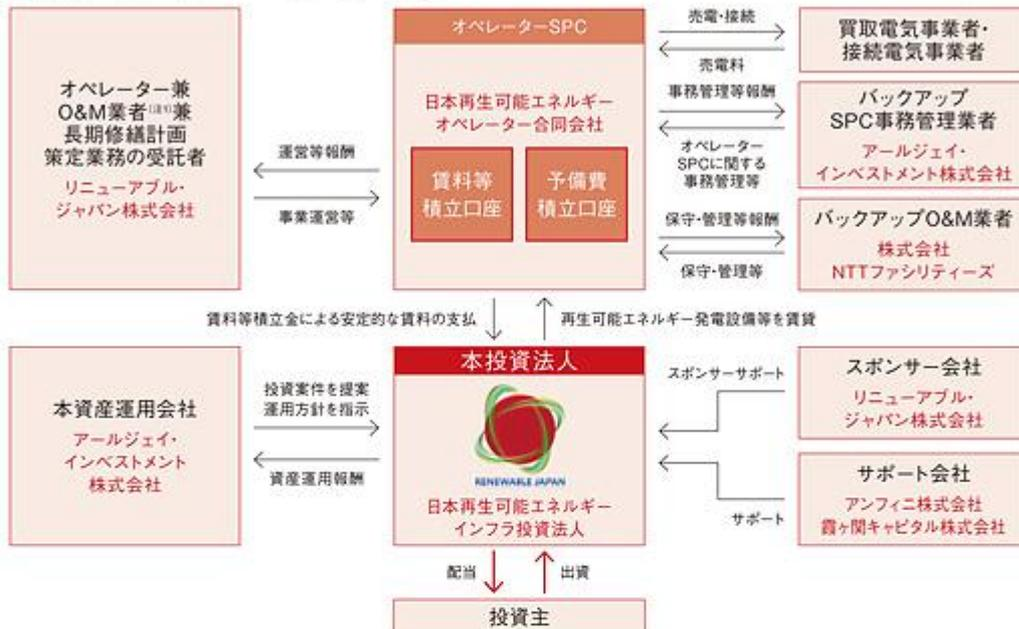 オペレーター兼
O&M業者(注1)兼
長期修繕計画
策定業務の受託者
リニューアブル・
ジャパン株式会社
運営等報酬
事業運営等
オペレーターSPC
日本再生可能エネルギー
オペレーター合同会社
賃料等
積立口座
予備費
積立口座
売電・接続
売電料
事務管理等報酬
オペレーター
SPCに関する
事務管理等
保守・管理等報酬
保守・管理等
買取電気事業者・
接続電気事業者
バックアップ
SPC事務管理業者
アールジェイ・
インベストメント株式会社
バックアップO&M業者
株式会社
NTTファシリティーズ
賃料等積立金による安定的な賃料の支払
再生可能エネルギー発電設備等を賃貸
本資産運用会社
アールジェイ・
インベストメント
株式会社
投資案件を提案
運用方針を指示
資産運用報酬
本投資法人
RENEWABLE JAPAN
日本再生可能エネルギー
インフラ投資法人
スポンサーサポート
サポート
スポンサー会社
リニューアブル・
ジャパン株式会社
サポート会社
アンフィニ株式会社
霞ヶ関キャピタル株式会社
配当
出資
投資主